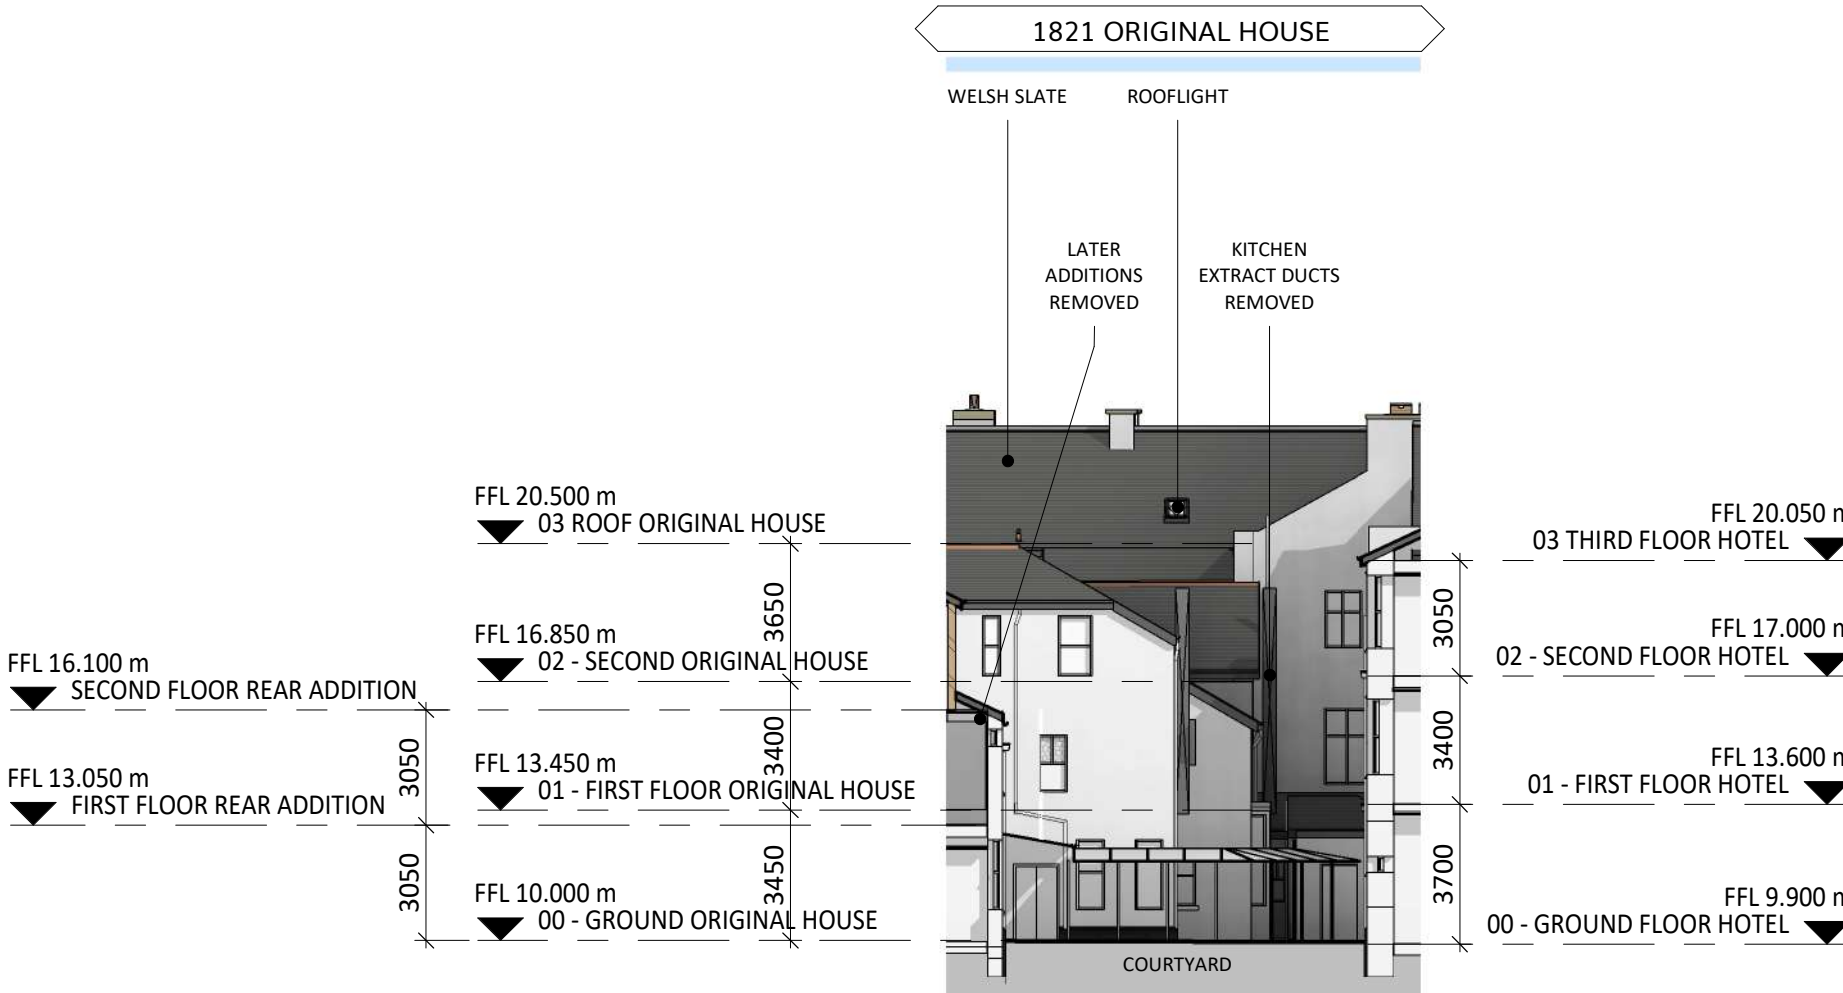 1821 ORIGINAL HOUSE
WELSH SLATE
ROOFLIGHT
LATER
ADDITIONS
REMOVED
KITCHEN
EXTRACT DUCTS
REMOVED
FFL 20.500 m
03 ROOF ORIGINAL HOUSE
3650
FFL 16.850 m
02 - SECOND ORIGINAL HOUSE
3400
FFL 13.450 m
01 - FIRST FLOOR ORIGINAL HOUSE
3450
FFL 10.000 m
00 - GROUND ORIGINAL HOUSE
FFL 16.100 m
SECOND FLOOR REAR ADDITION
3050
FFL 13.050 m
FIRST FLOOR REAR ADDITION
3050
FFL 20.050 m
03 THIRD FLOOR HOTEL
3050
FFL 17.000 m
02 - SECOND FLOOR HOTEL
3400
FFL 13.600 m
01 - FIRST FLOOR HOTEL
3700
FFL 9.900 m
00 - GROUND FLOOR HOTEL
COURTYARD